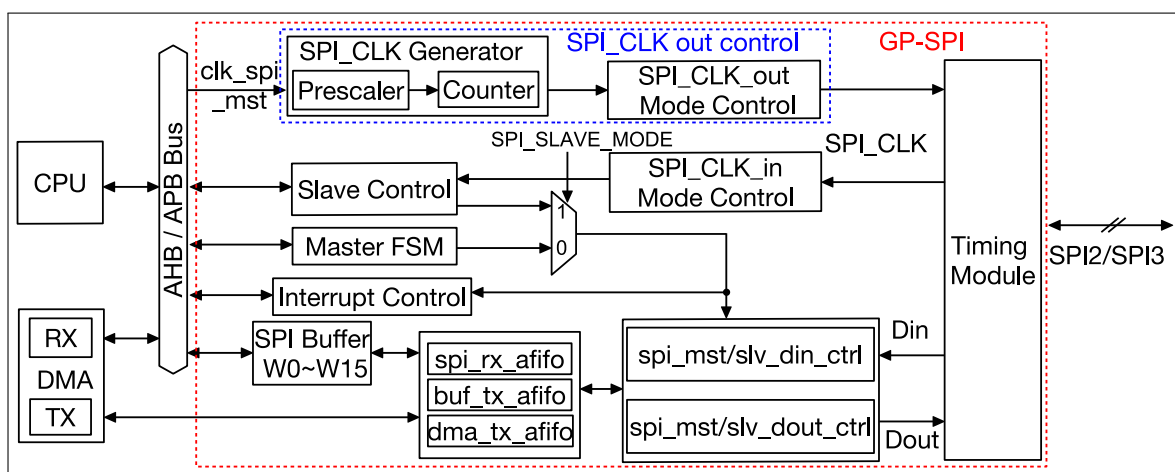 SPI_CLK Generator
SPI_CLK out control
GP-SPI
clk_spi
_mst
Prescaler
Counter
SPI_CLK_out
Mode Control
SPI_SLAVE_MODE
SPI_CLK
CPU
AHB / APB Bus
Slave Control
SPI_CLK_in
Mode Control
1
0
Master FSM
Timing
Module
SPI2/SPI3
Interrupt Control
RX
DMA
TX
SPI Buffer
W0~W15
spi_rx_afifo
buf_tx_afifo
dma_tx_afifo
spi_mst/slv_din_ctrl
spi_mst/slv_dout_ctrl
Din
Dout